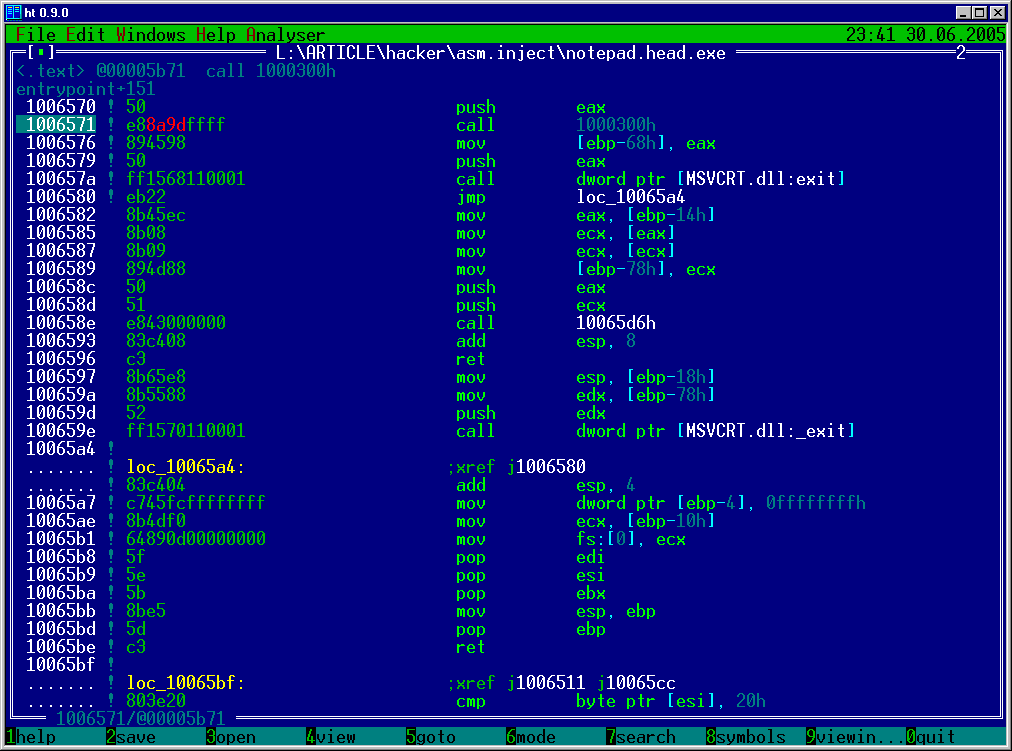 ht 0.9.0
File Edit Windows Help Analyser 23:41 30.06.2005
[▪] L:\ARTICLE\hacker\asm.inject\notepad.head.exe 2
<.text> @00005b71 call 1000300h
entrypoint+151
1006570 ! 50 push eax
1006571 ! e88a9dffff call 1000300h
1006576 ! 894598 mov [ebp-68h], eax
1006579 ! 50 push eax
100657a ! ff1568110001 call dword ptr [MSVCRT.dll:exit]
1006580 ! eb22 jmp loc_10065a4
1006582 8b45ec mov eax, [ebp-14h]
1006585 8b08 mov ecx, [eax]
1006587 8b09 mov ecx, [ecx]
1006589 894d88 mov [ebp-78h], ecx
100658c 50 push eax
100658d 51 push ecx
100658e e843000000 call 10065d6h
1006593 83c408 add esp, 8
1006596 c3 ret
1006597 8b65e8 mov esp, [ebp-18h]
100659a 8b5588 mov edx, [ebp-78h]
100659d 52 push edx
100659e ff1570110001 call dword ptr [MSVCRT.dll:_exit]
10065a4 !
....... ! loc_10065a4: ;xref j1006580
....... ! 83c404 add esp, 4
10065a7 ! c745fcffffffff mov dword ptr [ebp-4], 0ffffffffh
10065ae ! 8b4df0 mov ecx, [ebp-10h]
10065b1 ! 64890d00000000 mov fs:[0], ecx
10065b8 ! 5f pop edi
10065b9 ! 5e pop esi
10065ba ! 5b pop ebx
10065bb ! 8be5 mov esp, ebp
10065bd ! 5d pop ebp
10065be ! c3 ret
10065bf !
....... ! loc_10065bf: ;xref j1006511 j10065cc
....... ! 803e20 cmp byte ptr [esi], 20h
1006571/@00005b71
1help 2save 3open 4view 5goto 6mode 7search 8symbols 9viewin... 0quit